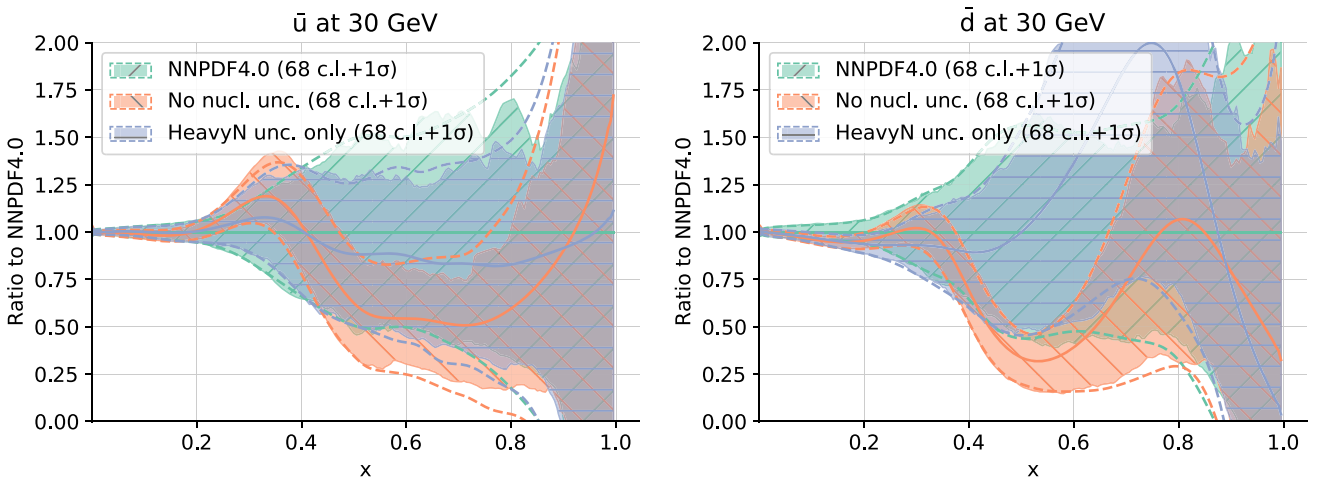 ū at 30 GeV
2.00
1.75
1.50
1.25
1.00
0.75
0.50
0.25
0.00
Ratio to NNPDF4.0
NNPDF4.0 (68 c.l.+1σ)
No nucl. unc. (68 c.l.+1σ)
HeavyN unc. only (68 c.l.+1σ)
0.2 0.4 0.6 0.8 1.0
x
d̄ at 30 GeV
2.00
1.75
1.50
1.25
1.00
0.75
0.50
0.25
0.00
Ratio to NNPDF4.0
NNPDF4.0 (68 c.l.+1σ)
No nucl. unc. (68 c.l.+1σ)
HeavyN unc. only (68 c.l.+1σ)
0.2 0.4 0.6 0.8 1.0
x